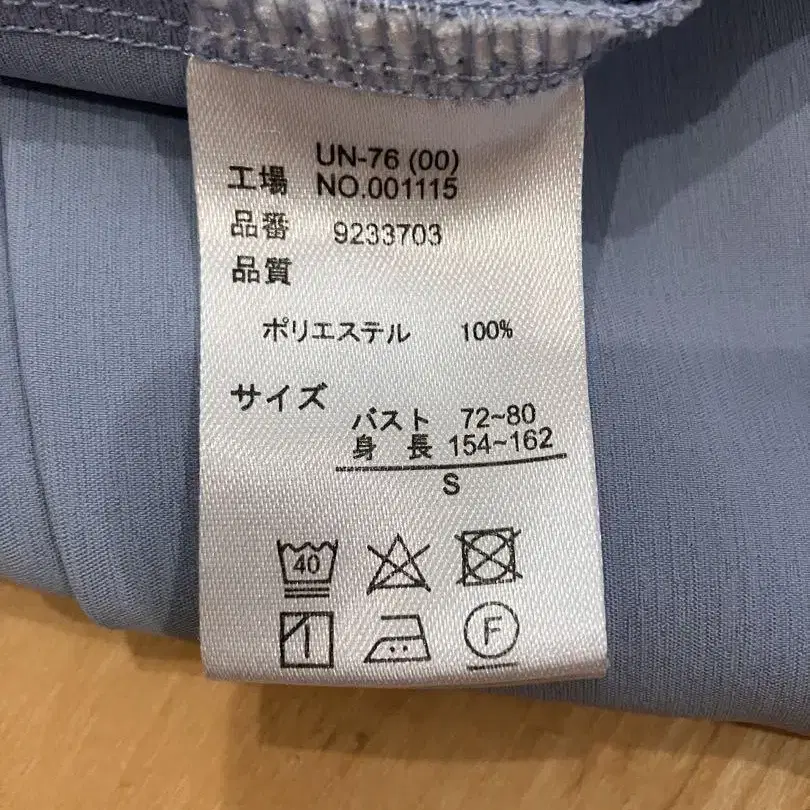 UN-76 (00)
工場 NO.001115
品番 9233703
品質
ポリエステル 100%
サイズ
バスト 72~80
身 長 154~162
S
40
F